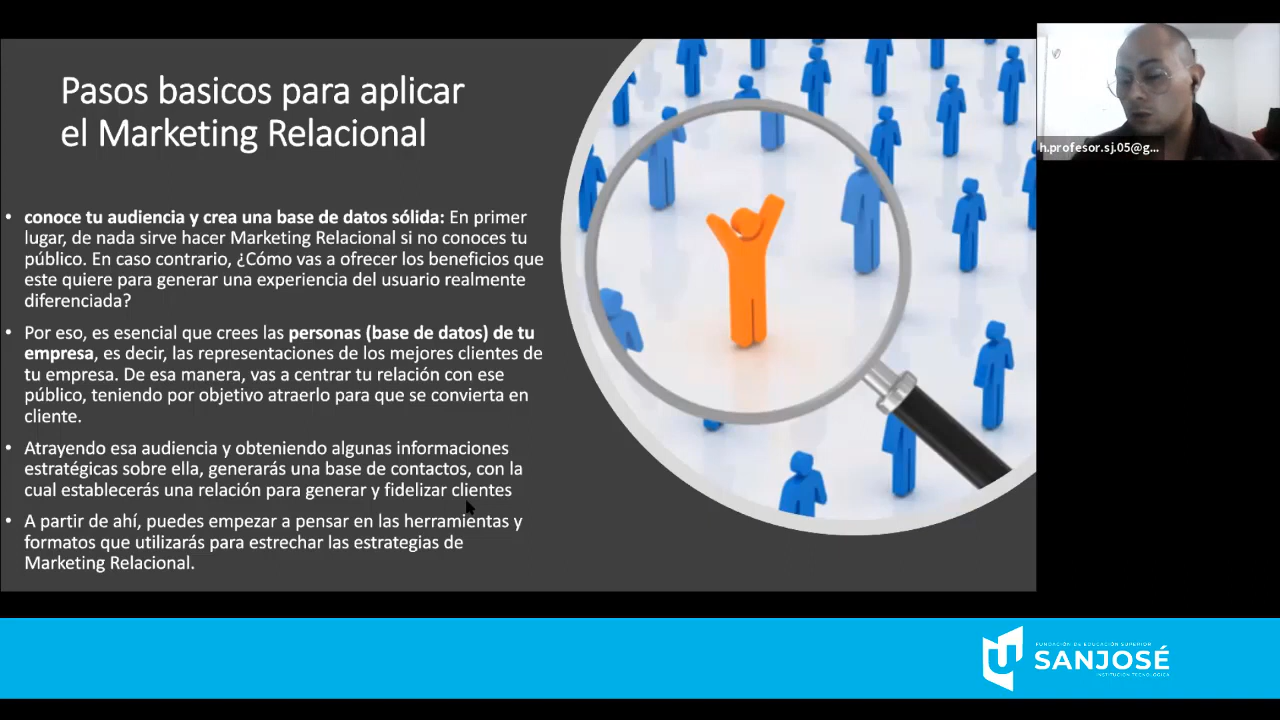 Pasos basicos para aplicar
el Marketing Relacional
• conoce tu audiencia y crea una base de datos sólida: En primer
lugar, de nada sirve hacer Marketing Relacional si no conoces tu
público. En caso contrario, ¿Cómo vas a ofrecer los beneficios que
este quiere para generar una experiencia del usuario realmente
diferenciada?
• Por eso, es esencial que crees las personas (base de datos) de tu
empresa, es decir, las representaciones de los mejores clientes de
tu empresa. De esa manera, vas a centrar tu relación con ese
público, teniendo por objetivo atraerlo para que se convierta en
cliente.
• Atrayendo esa audiencia y obteniendo algunas informaciones
estratégicas sobre ella, generarás una base de contactos, con la
cual establecerás una relación para generar y fidelizar clientes
• A partir de ahí, puedes empezar a pensar en las herramientas y
formatos que utilizarás para estrechar las estrategias de
Marketing Relacional.
h.profesor.sj.05@g...
FUNDACIÓN DE EDUCACIÓN SUPERIOR
SANJOSÉ
INSTITUCIÓN TECNOLÓGICA